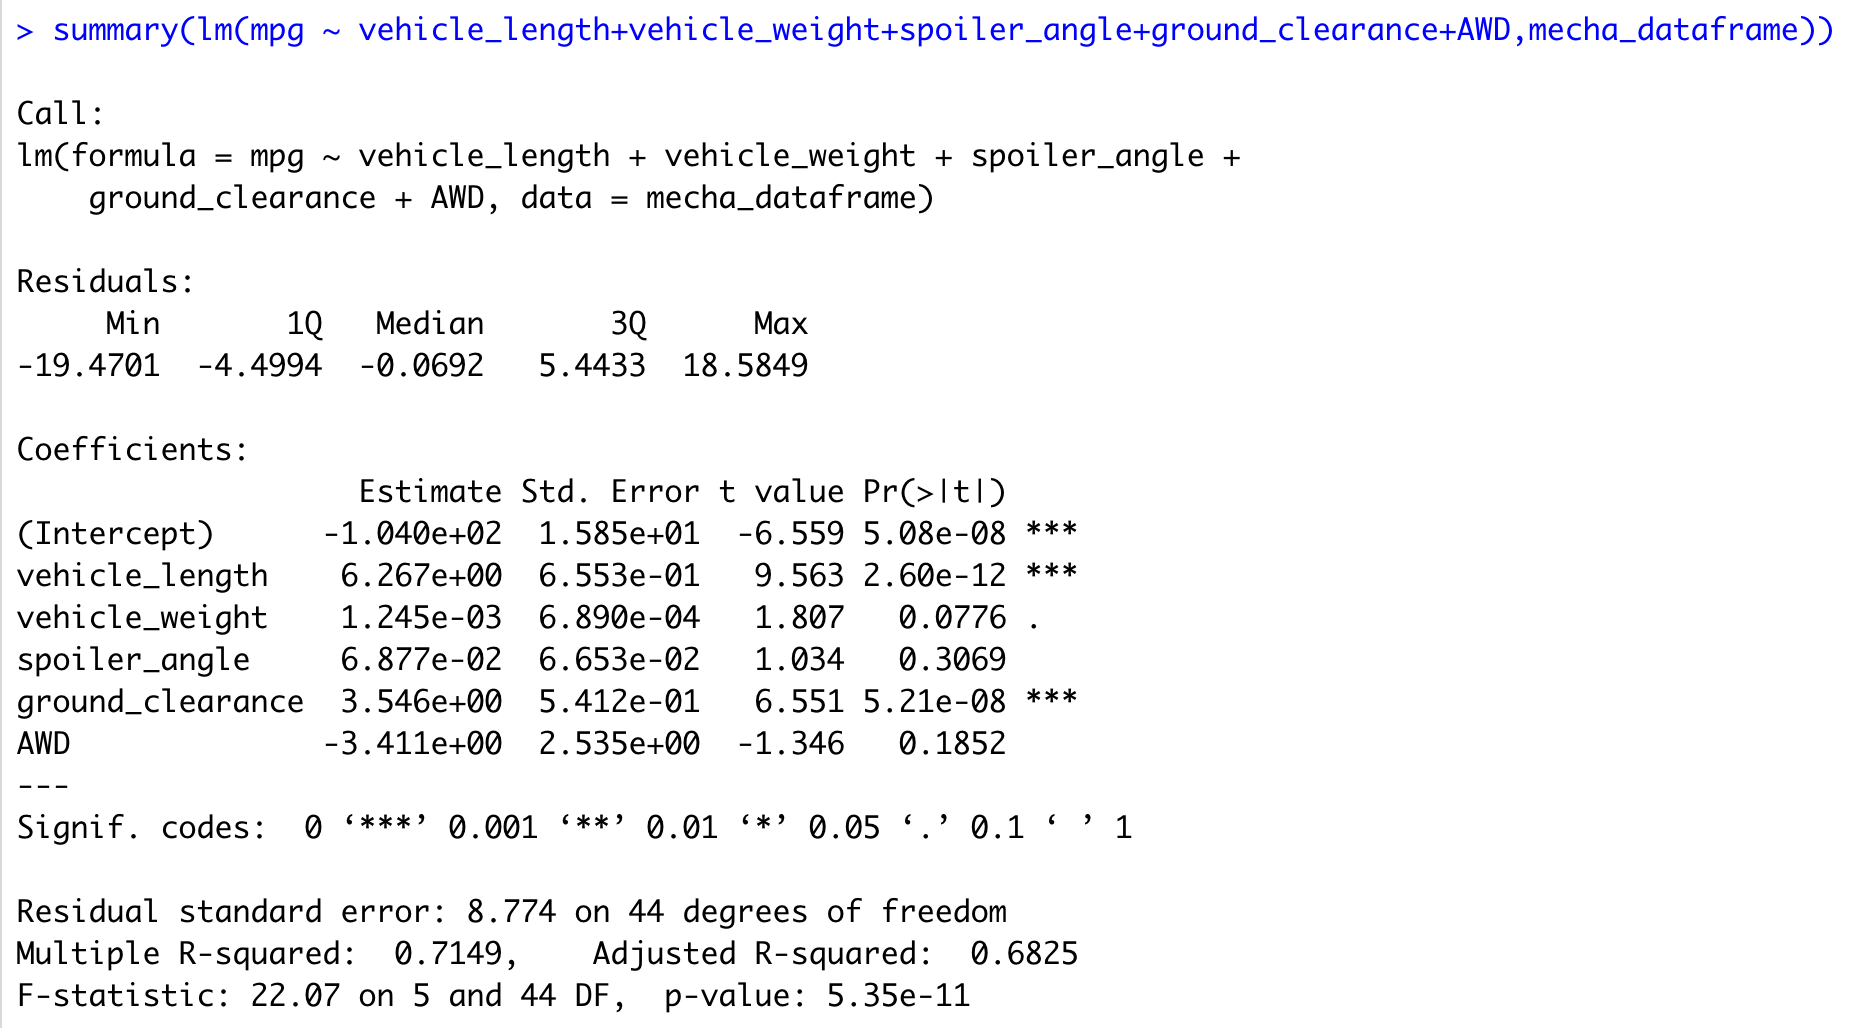 > summary(lm(mpg ~ vehicle_length+vehicle_weight+spoiler_angle+ground_clearance+AWD,mecha_dataframe))

Call:
lm(formula = mpg ~ vehicle_length + vehicle_weight + spoiler_angle +
    ground_clearance + AWD, data = mecha_dataframe)

Residuals:
     Min       1Q   Median       3Q      Max
-19.4701  -4.4994  -0.0692   5.4433  18.5849

Coefficients:
                   Estimate Std. Error t value Pr(>|t|)
(Intercept)      -1.040e+02  1.585e+01  -6.559 5.08e-08 ***
vehicle_length    6.267e+00  6.553e-01   9.563 2.60e-12 ***
vehicle_weight    1.245e-03  6.890e-04   1.807   0.0776 .
spoiler_angle     6.877e-02  6.653e-02   1.034   0.3069
ground_clearance  3.546e+00  5.412e-01   6.551 5.21e-08 ***
AWD              -3.411e+00  2.535e+00  -1.346   0.1852
---
Signif. codes:  0 ‘***’ 0.001 ‘**’ 0.01 ‘*’ 0.05 ‘.’ 0.1 ‘ ’ 1

Residual standard error: 8.774 on 44 degrees of freedom
Multiple R-squared:  0.7149,    Adjusted R-squared:  0.6825
F-statistic: 22.07 on 5 and 44 DF,  p-value: 5.35e-11